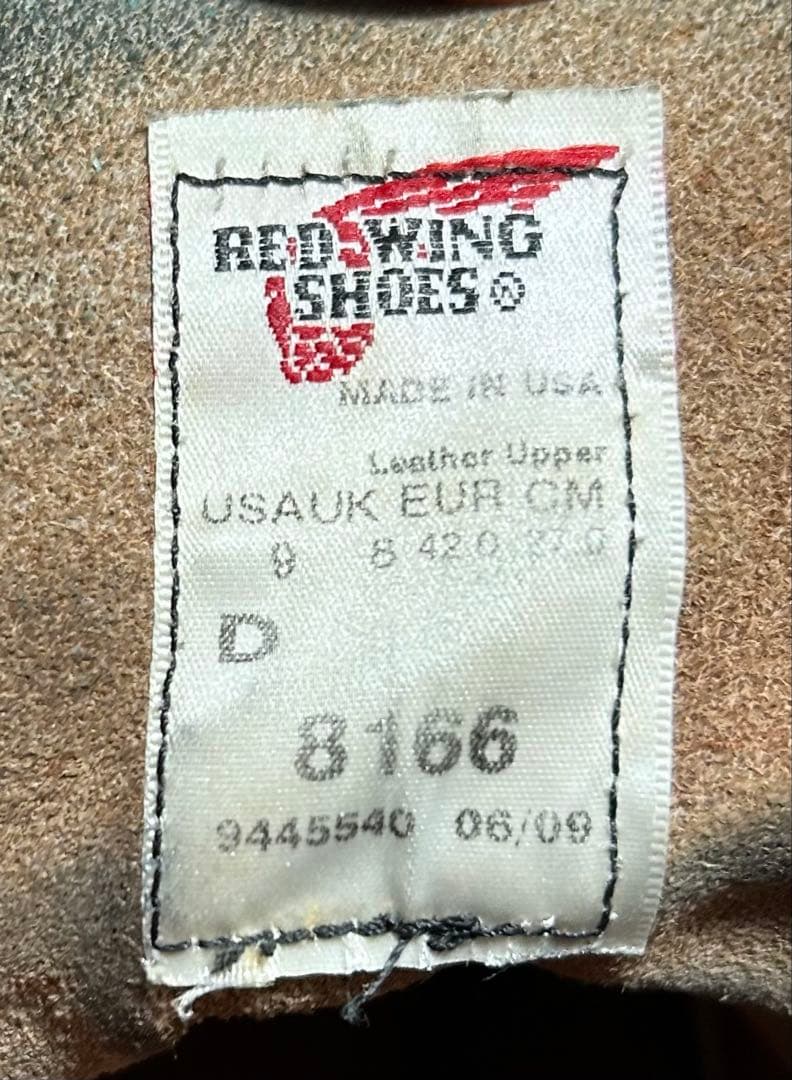 RED WING
SHOES®
MADE IN USA
Leather Upper
USA UK EUR CM
9 8 42.0 27.0
D
8166
9445540 06/09